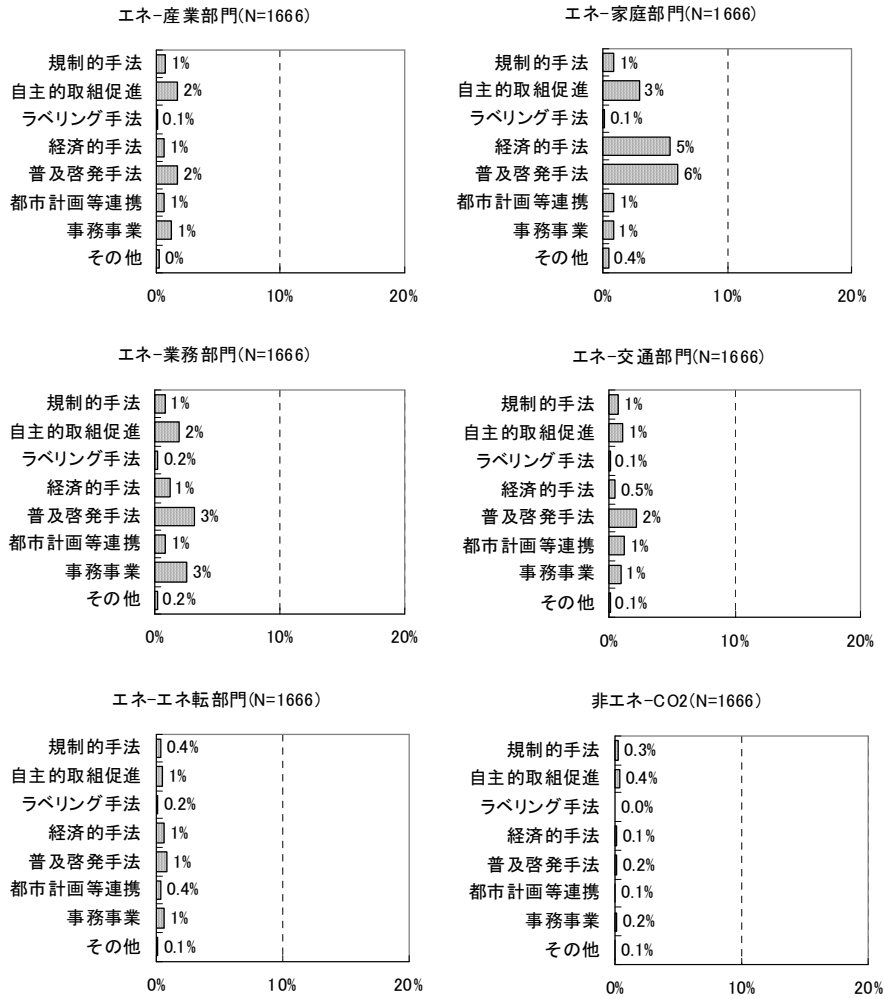 エネ-産業部門(N=1666)
規制的手法 1%
自主的取組促進 2%
ラベリング手法 0.1%
経済的手法 1%
普及啓発手法 2%
都市計画等連携 1%
事務事業 1%
その他 0%
0% 10% 20%
エネ-家庭部門(N=1666)
規制的手法 1%
自主的取組促進 3%
ラベリング手法 0.1%
経済的手法 5%
普及啓発手法 6%
都市計画等連携 1%
事務事業 1%
その他 0.4%
0% 10% 20%
エネ-業務部門(N=1666)
規制的手法 1%
自主的取組促進 2%
ラベリング手法 0.2%
経済的手法 1%
普及啓発手法 3%
都市計画等連携 1%
事務事業 3%
その他 0.2%
0% 10% 20%
エネ-交通部門(N=1666)
規制的手法 1%
自主的取組促進 1%
ラベリング手法 0.1%
経済的手法 0.5%
普及啓発手法 2%
都市計画等連携 1%
事務事業 1%
その他 0.1%
0% 10% 20%
エネ-エネ転部門(N=1666)
規制的手法 0.4%
自主的取組促進 1%
ラベリング手法 0.2%
経済的手法 1%
普及啓発手法 1%
都市計画等連携 0.4%
事務事業 1%
その他 0.1%
0% 10% 20%
非エネ-CO2(N=1666)
規制的手法 0.3%
自主的取組促進 0.4%
ラベリング手法 0.0%
経済的手法 0.1%
普及啓発手法 0.2%
都市計画等連携 0.1%
事務事業 0.2%
その他 0.1%
0% 10% 20%